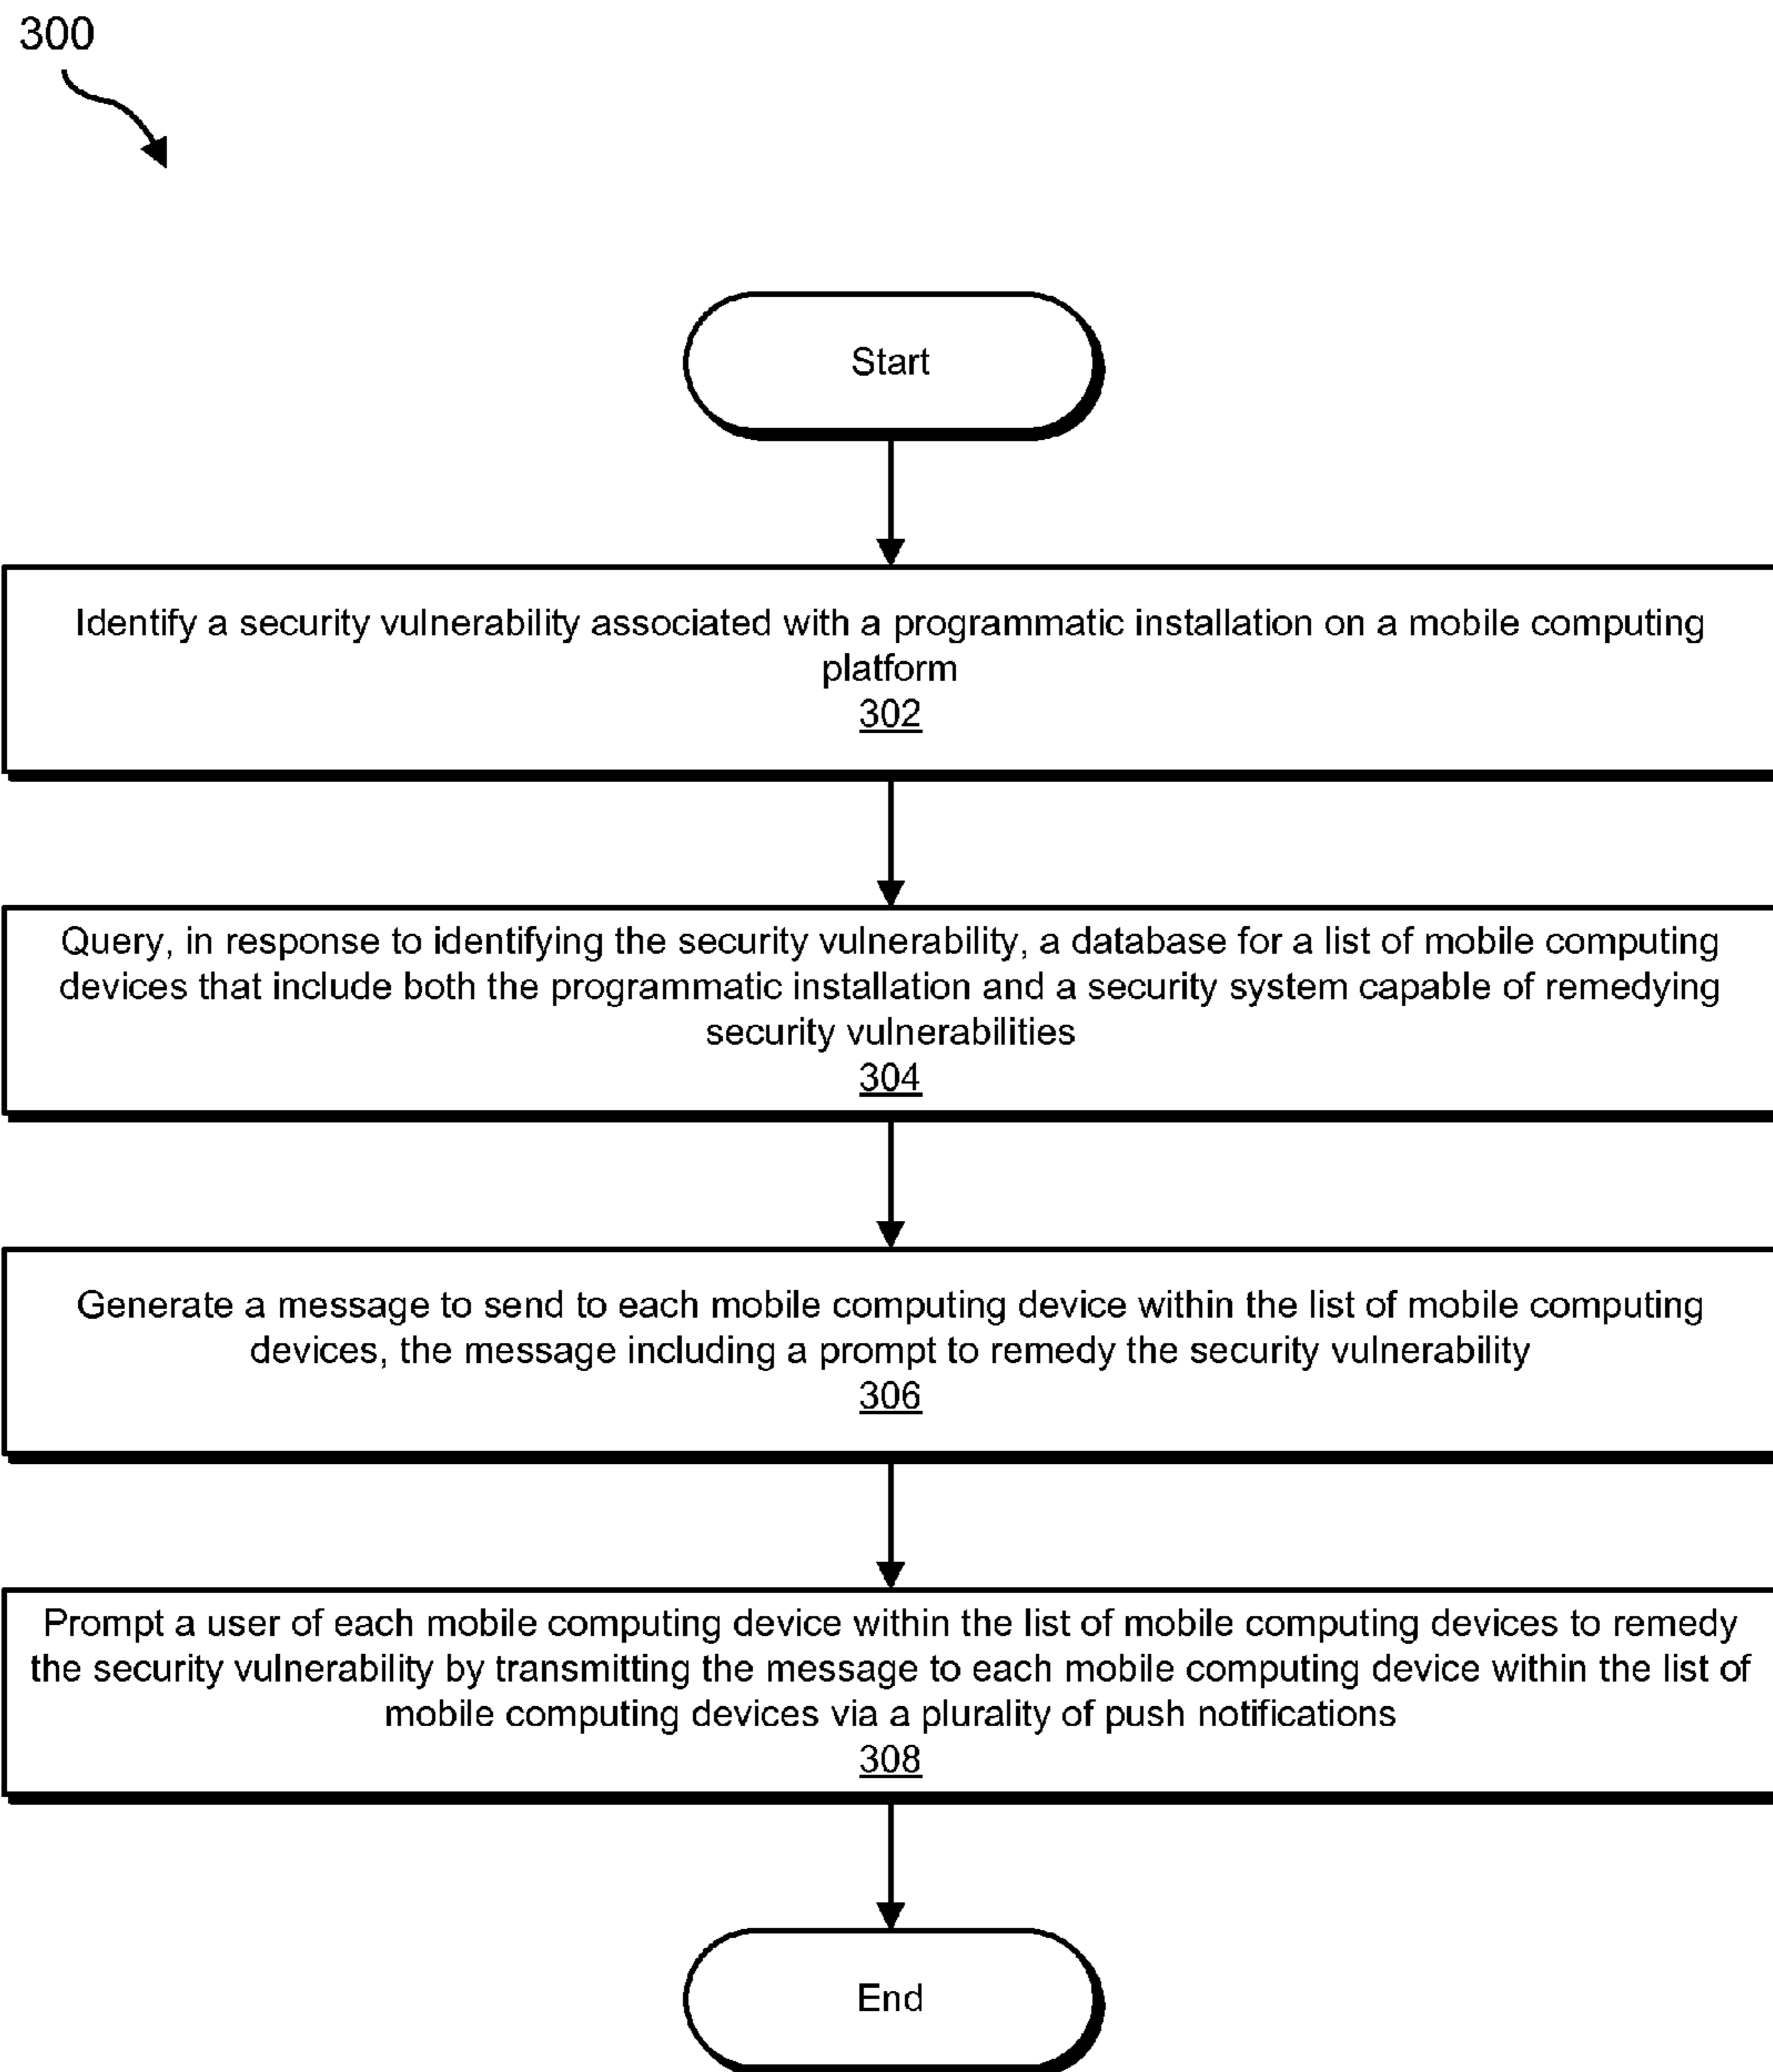 300
Start
Identify a security vulnerability associated with a programmatic installation on a mobile computing
platform
302
Query, in response to identifying the security vulnerability, a database for a list of mobile computing
devices that include both the programmatic installation and a security system capable of remedying
security vulnerabilities
304
Generate a message to send to each mobile computing device within the list of mobile computing
devices, the message including a prompt to remedy the security vulnerability
306
Prompt a user of each mobile computing device within the list of mobile computing devices to remedy
the security vulnerability by transmitting the message to each mobile computing device within the list of
mobile computing devices via a plurality of push notifications
308
End